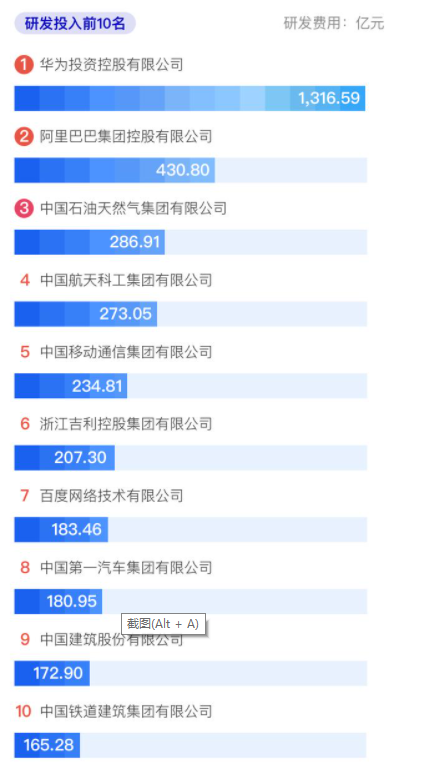 研发投入前10名
研发费用：亿元
1 华为投资控股有限公司
1,316.59
2 阿里巴巴集团控股有限公司
430.80
3 中国石油天然气集团有限公司
286.91
4 中国航天科工集团有限公司
273.05
5 中国移动通信集团有限公司
234.81
6 浙江吉利控股集团有限公司
207.30
7 百度网络技术有限公司
183.46
8 中国第一汽车集团有限公司
180.95
截图(Alt + A)
9 中国建筑股份有限公司
172.90
10 中国铁道建筑集团有限公司
165.28